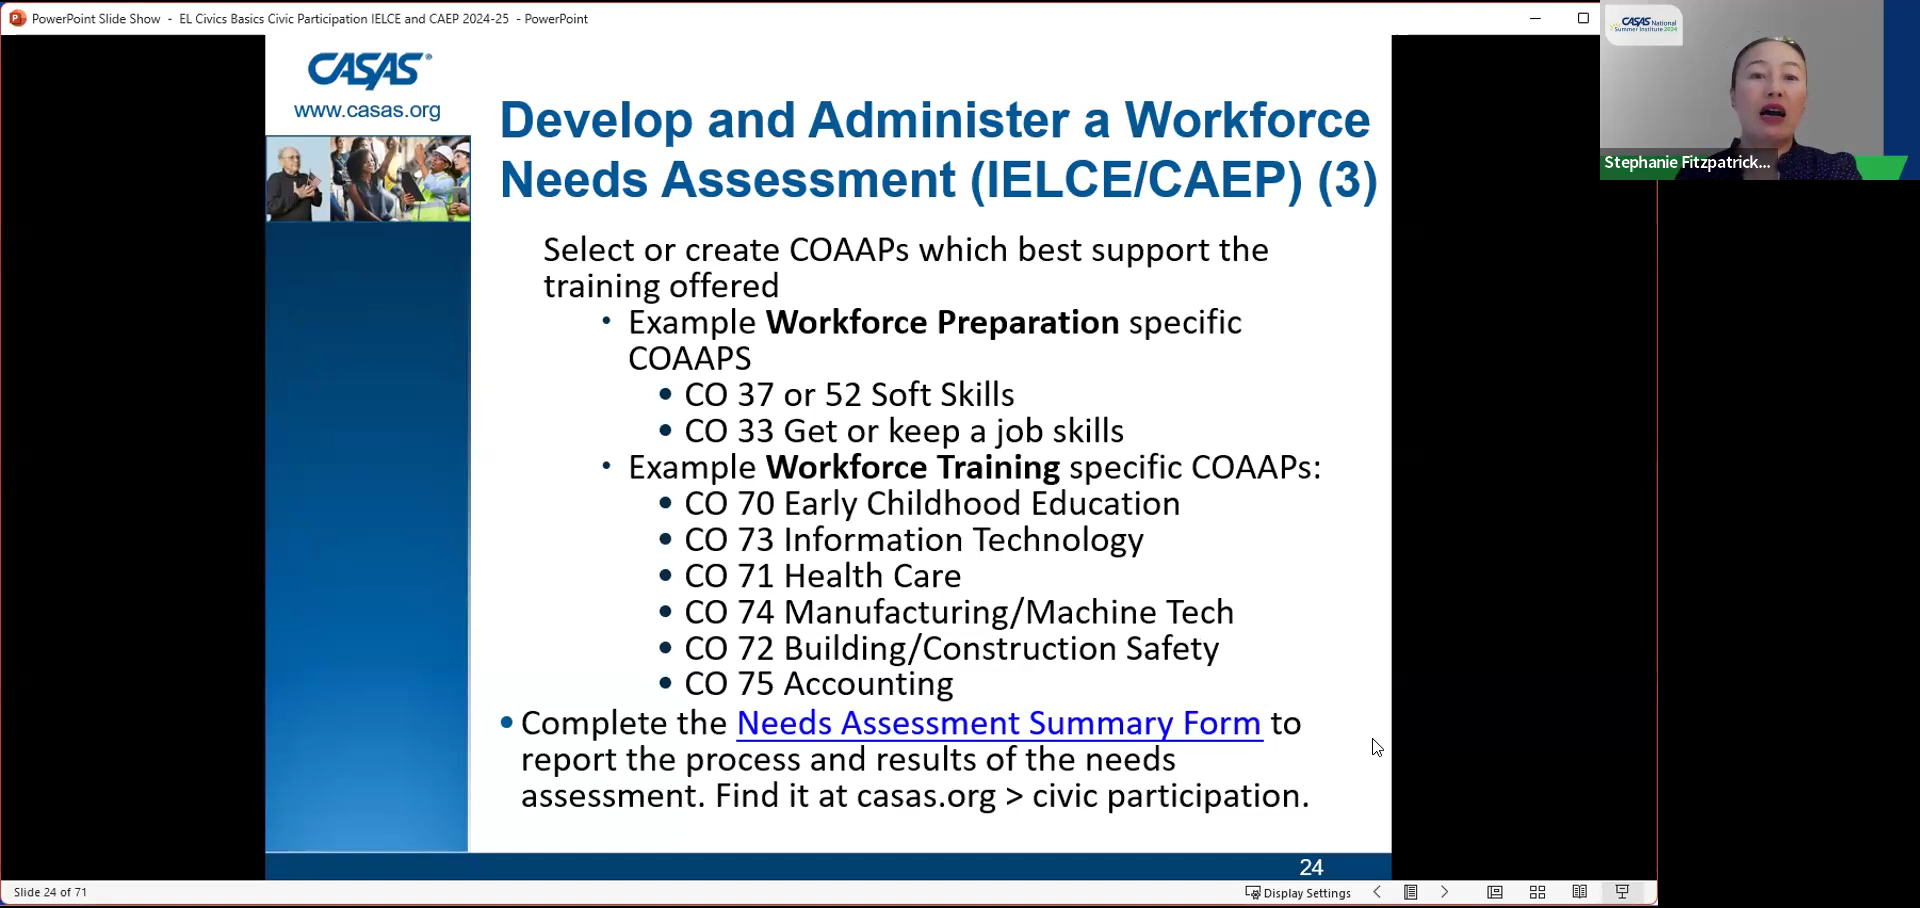 PowerPoint Slide Show - EL Civics Basics Civic Participation IELCE and CAEP 2024-25 - PowerPoint
CASAS National
Summer Institute 2024
Stephanie Fitzpatrick...
CASAS®
www.casas.org
Develop and Administer a Workforce
Needs Assessment (IELCE/CAEP) (3)
Select or create COAAPs which best support the
training offered
• Example Workforce Preparation specific
COAAPS
• CO 37 or 52 Soft Skills
• CO 33 Get or keep a job skills
• Example Workforce Training specific COAAPs:
• CO 70 Early Childhood Education
• CO 73 Information Technology
• CO 71 Health Care
• CO 74 Manufacturing/Machine Tech
• CO 72 Building/Construction Safety
• CO 75 Accounting
• Complete the Needs Assessment Summary Form to
report the process and results of the needs
assessment. Find it at casas.org > civic participation.
24
Slide 24 of 71
Display Settings